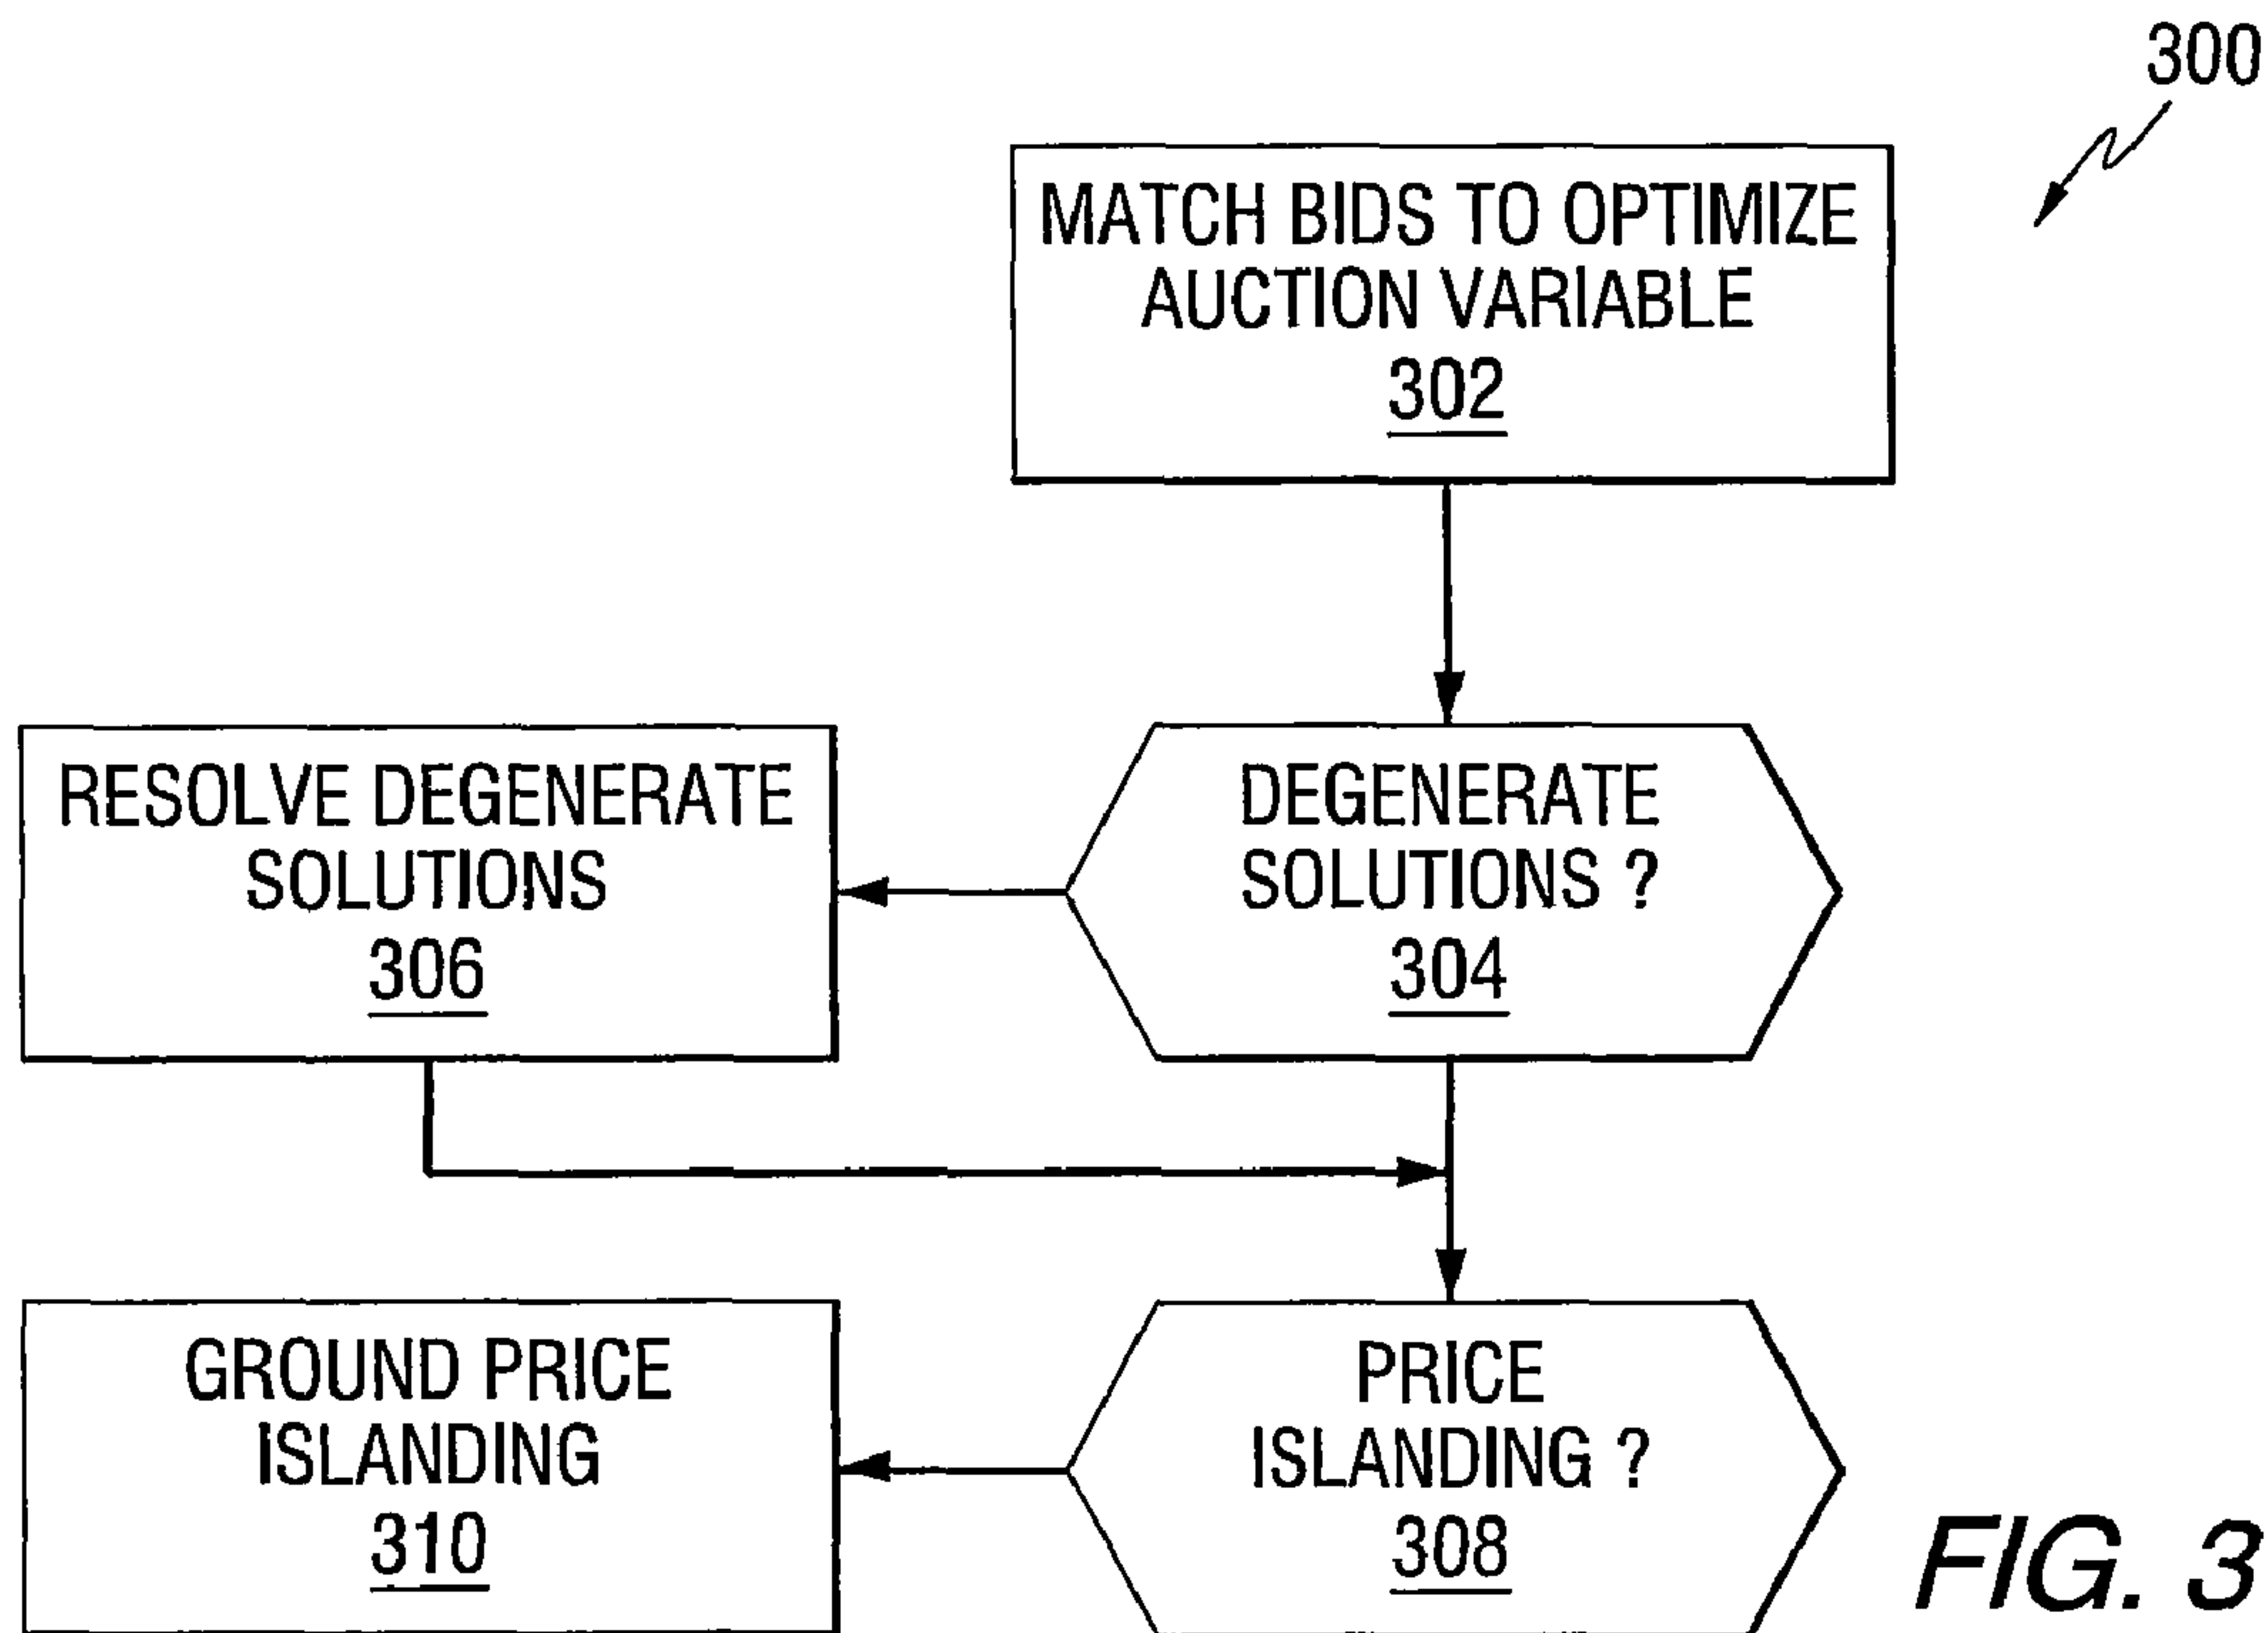 300
MATCH BIDS TO OPTIMIZE
AUCTION VARIABLE
302
RESOLVE DEGENERATE
SOLUTIONS
306
DEGENERATE
SOLUTIONS ?
304
GROUND PRICE
ISLANDING
310
PRICE
ISLANDING ?
308
FIG. 3